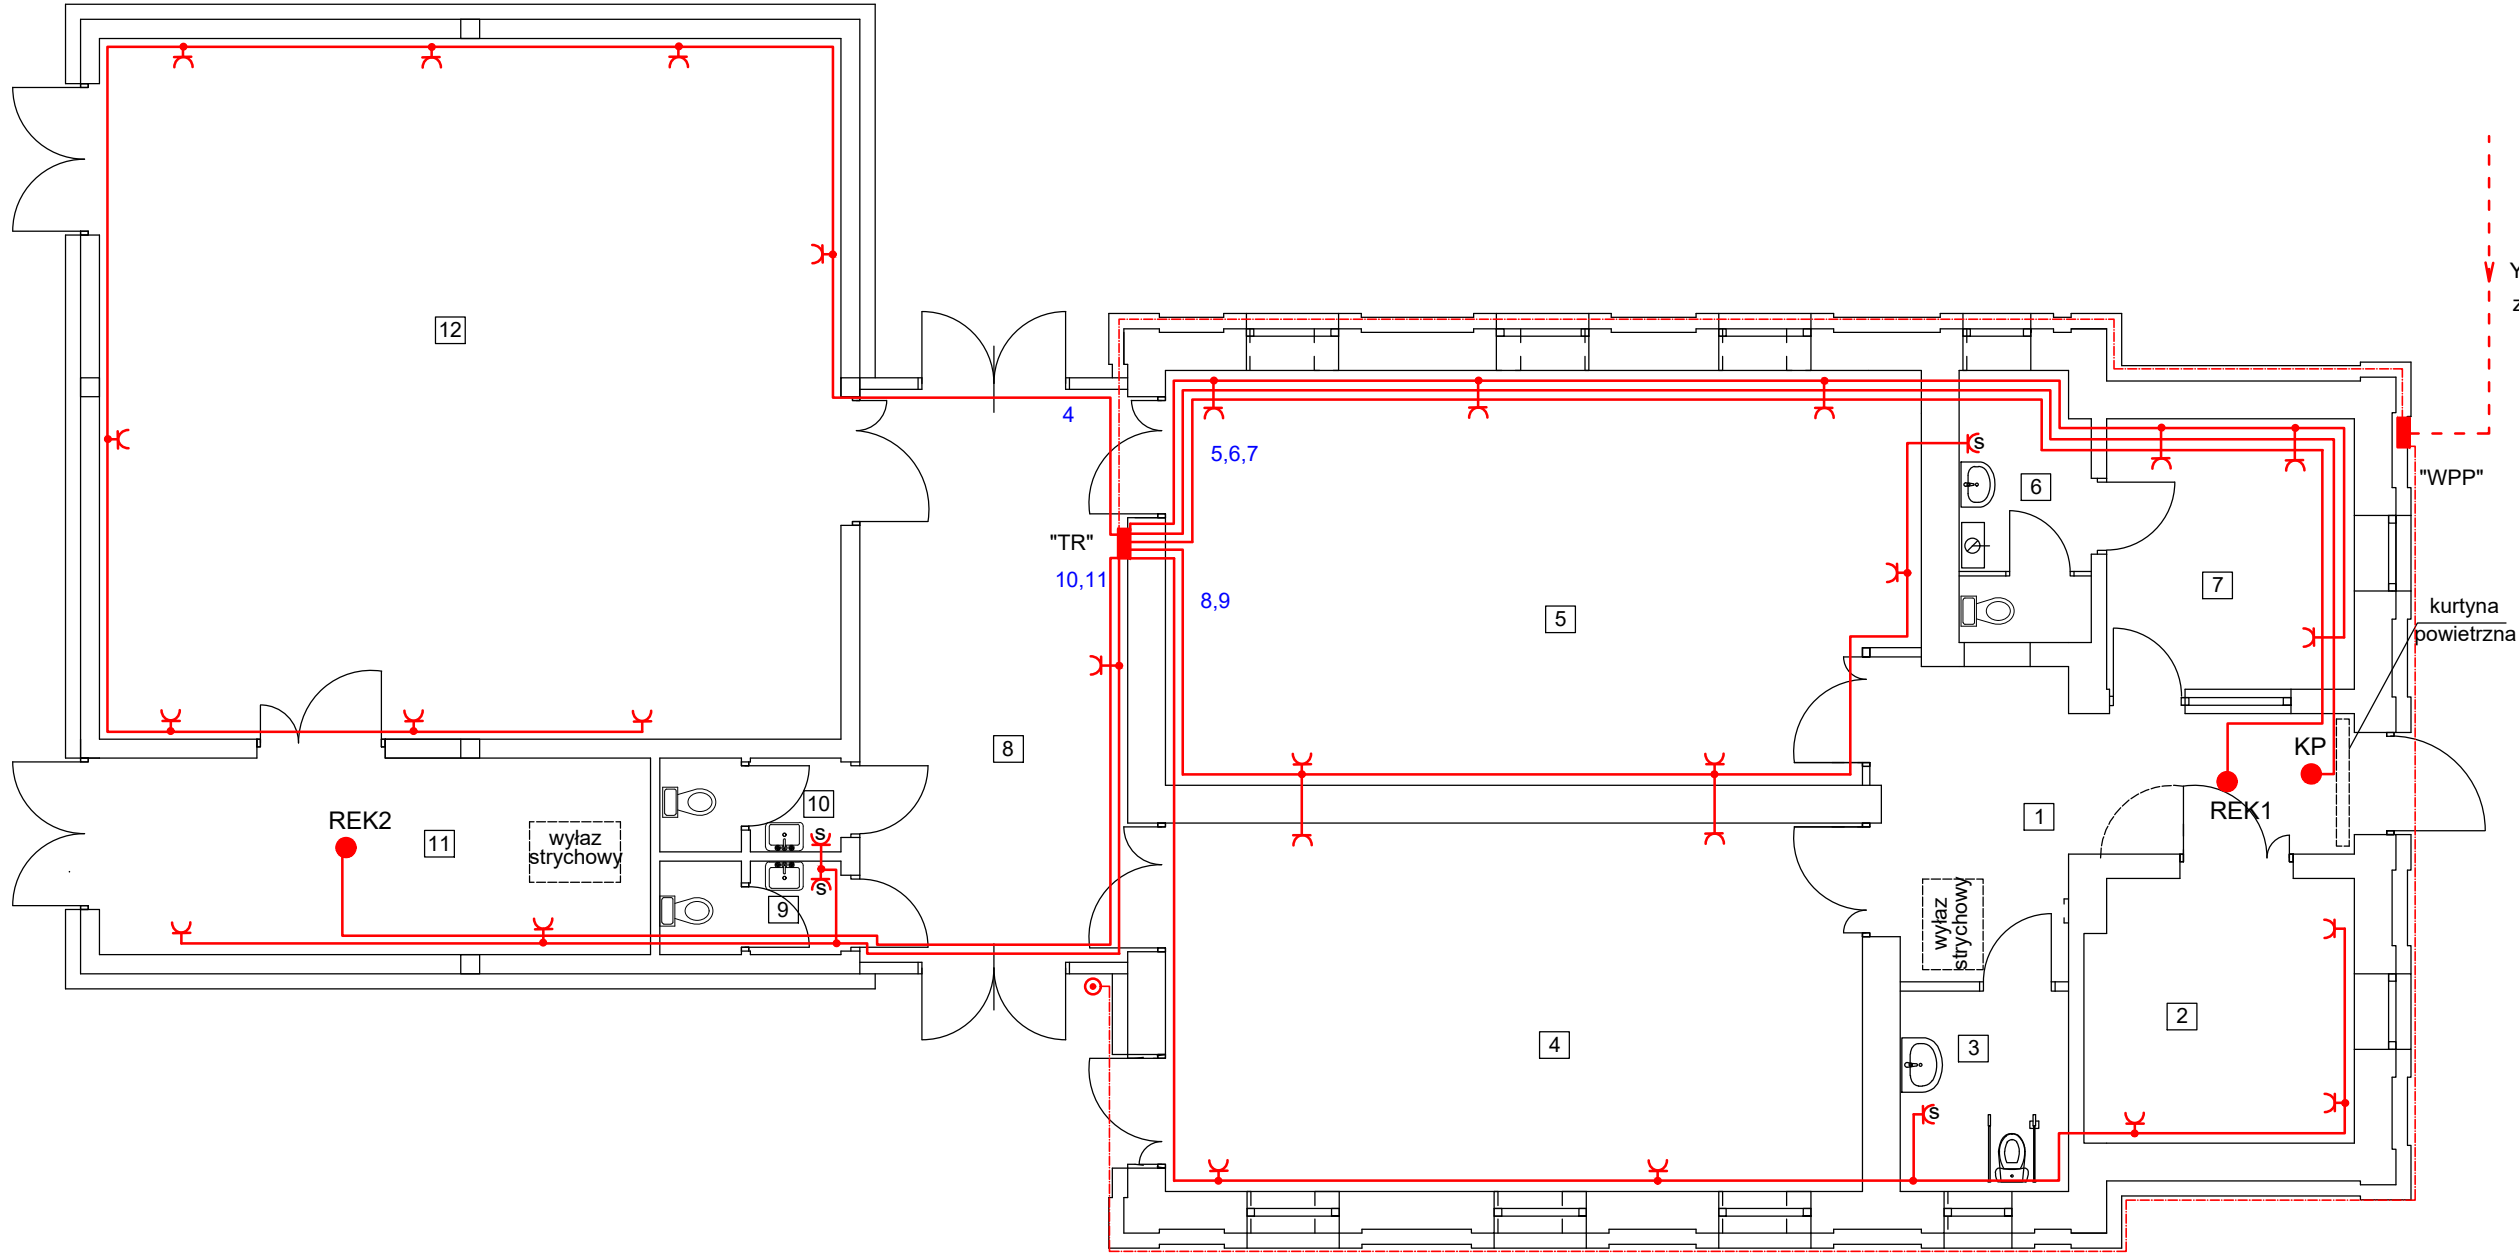 Y
z
12
4
5,6,7
s
6
"WPP"
"TR"
10,11
8,9
7
5
kurtyna
powietrzna
8
KP
REK1
10
1
REK2
11
wyłaz
strychowy
s
s
9
wyłaz
strychowy
2
4
3
s